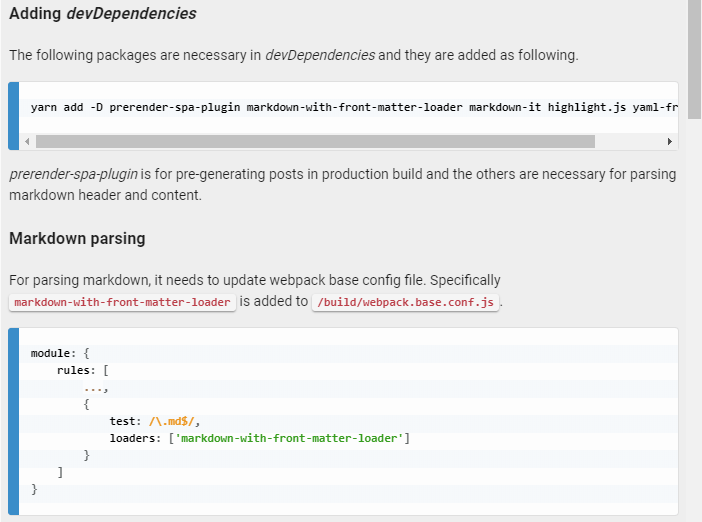 Adding devDependencies
The following packages are necessary in devDependencies and they are added as following.
yarn add -D prerender-spa-plugin markdown-with-front-matter-loader markdown-it highlight.js yaml-fr
prerender-spa-plugin is for pre-generating posts in production build and the others are necessary for parsing
markdown header and content.
Markdown parsing
For parsing markdown, it needs to update webpack base config file. Specifically
markdown-with-front-matter-loader is added to /build/webpack.base.conf.js.
module: {
    rules: [
        ...,
        {
            test: /\.md$/,
            loaders: ['markdown-with-front-matter-loader']
        }
    ]
}